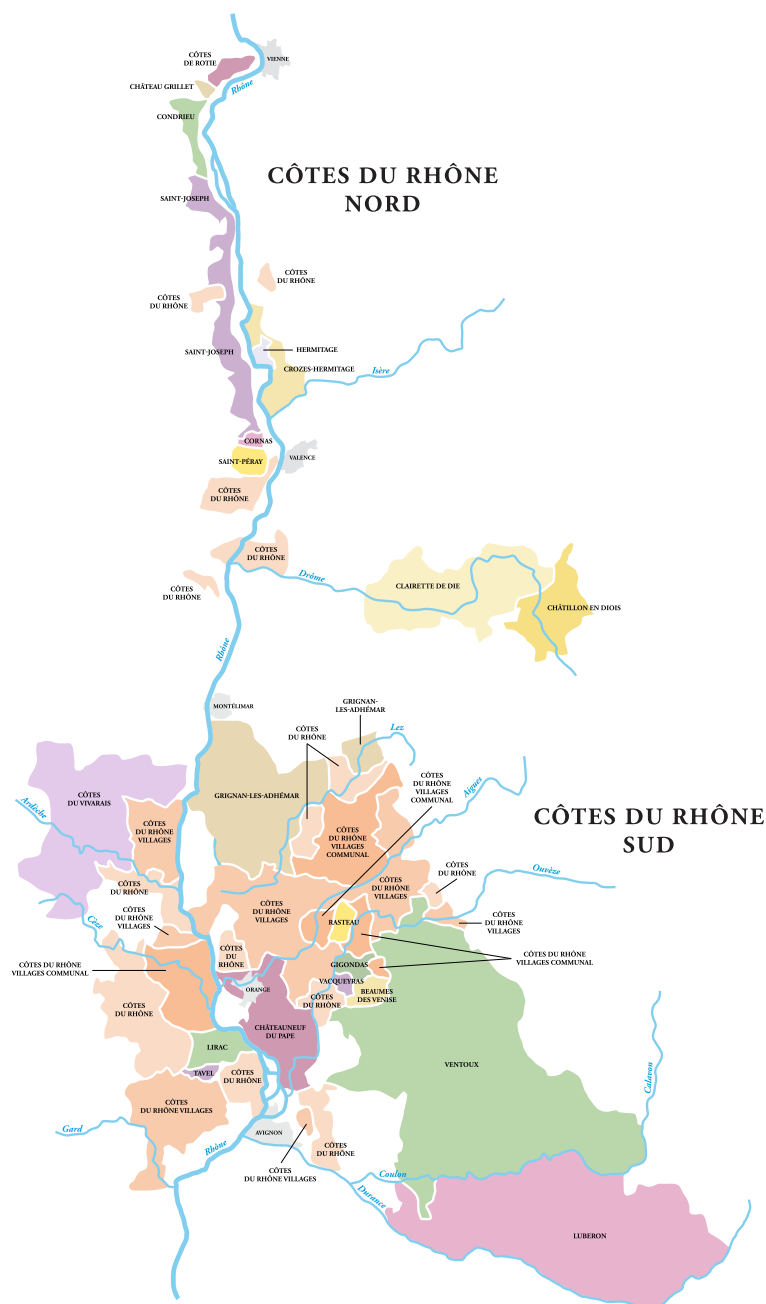 VIENNE
CÔTES
DE ROTIE
CHÂTEAU GRILLET
Rhône
CONDRIEU
CÔTES DU RHÔNE
NORD
SAINT-JOSEPH
CÔTES
DU RHÔNE
CÔTES
DU RHÔNE
SAINT-JOSEPH
HERMITAGE
CROZES-HERMITAGE
Isère
CORNAS
SAINT-PÉRAY
VALENCE
CÔTES
DU RHÔNE
CÔTES
DU RHÔNE
Drôme
CÔTES
DU RHÔNE
CLAIRETTE DE DIE
CHÂTILLON EN DIOIS
Rhône
MONTÉLIMAR
GRIGNAN-
LES-ADHÉMAR
CÔTES
DU RHÔNE
Lez
CÔTES
DU RHÔNE
VILLAGES
COMMUNAL
Aigues
CÔTES
DU VIVARAIS
GRIGNAN-LES-ADHÉMAR
Ardèche
CÔTES DU RHÔNE
SUD
CÔTES
DU RHÔNE
VILLAGES
CÔTES
DU RHÔNE
VILLAGES
COMMUNAL
CÔTES
DU RHÔNE
Ouvèze
CÔTES
DU RHÔNE
CÔTES
DU RHÔNE
VILLAGES
CÔTES
DU RHÔNE
VILLAGES
CÔTES
DU RHÔNE
VILLAGES
Cèze
RASTEAU
CÔTES
DU RHÔNE
VILLAGES
CÔTES
DU
RHÔNE
CÔTES DU RHÔNE
VILLAGES COMMUNAL
CÔTES DU RHÔNE
VILLAGES COMMUNAL
GIGONDAS
VACQUEYRAS
ORANGE
BEAUMES
DES VENISE
CÔTES
DU RHÔNE
CÔTES
DU RHÔNE
CHÂTEAUNEUF
DU PAPE
LIRAC
VENTOUX
TAVEL
CÔTES
DU RHÔNE
Calavon
CÔTES
DU RHÔNE VILLAGES
Gard
AVIGNON
Rhône
CÔTES
DU RHÔNE
CÔTES
DU RHÔNE VILLAGES
Coulon
Durance
LUBERON